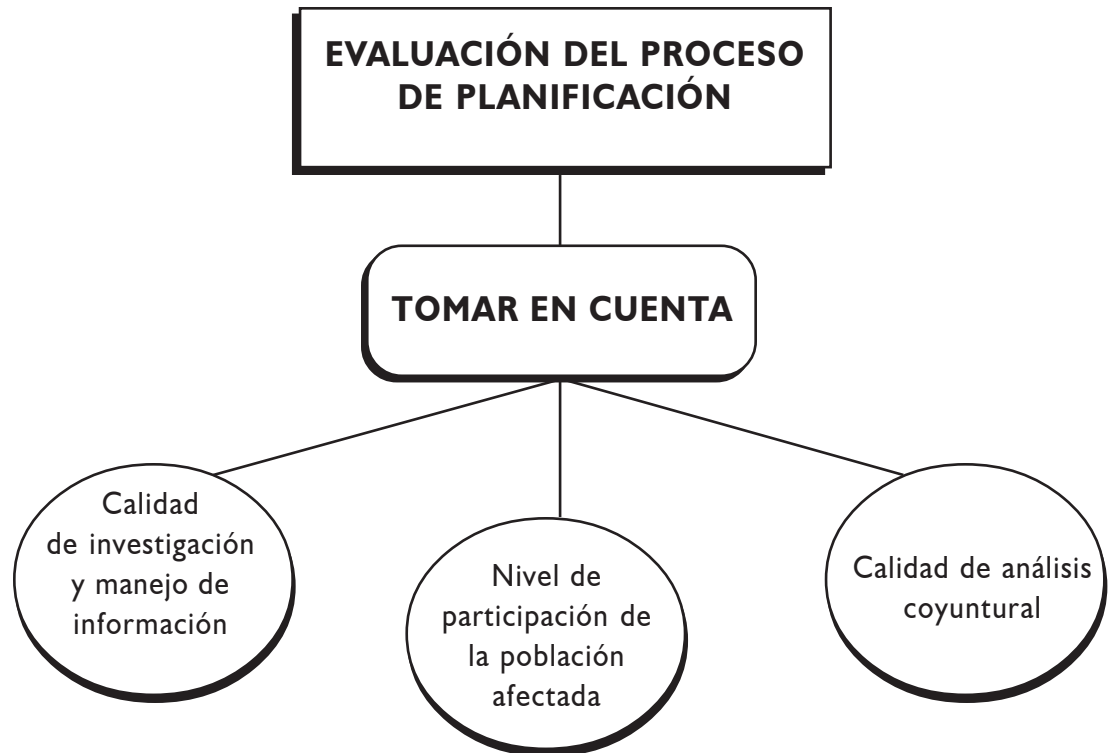 EVALUACIÓN DEL PROCESO
DE PLANIFICACIÓN
TOMAR EN CUENTA
Calidad
de investigación
y manejo de
información
Nivel de
participación de
la población
afectada
Calidad de análisis
coyuntural